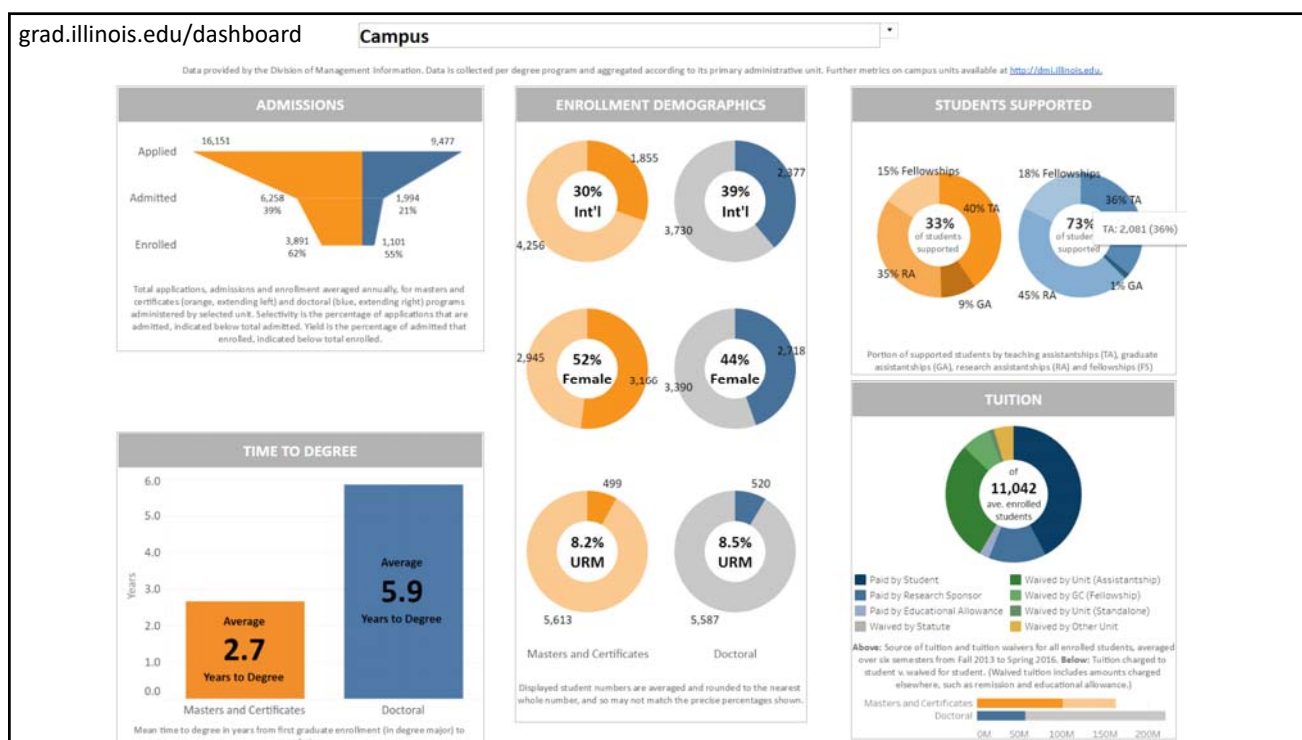 grad.illinois.edu/dashboard
Campus
Data provided by the Division of Management Information. Data is collected per degree program and aggregated according to its primary administrative unit. Further metrics on campus units available at http://dmi.illinois.edu.
ADMISSIONS
16,151
9,477
Applied
Admitted
6,258
39%
1,994
21%
Enrolled
3,891
62%
1,101
55%
Total applications, admissions and enrollment averaged annually, for masters and
certificates (orange, extending left) and doctoral (blue, extending right) programs
administered by selected unit. Selectivity is the percentage of applications that are
admitted, indicated below total admitted. Yield is the percentage of admitted that
enrolled, indicated below total enrolled.
TIME TO DEGREE
6.0
5.0
4.0
3.0
2.0
1.0
0.0
Years
Average
2.7
Years to Degree
Average
5.9
Years to Degree
Masters and Certificates
Doctoral
Mean time to degree in years from first graduate enrollment (in degree major) to
ENROLLMENT DEMOGRAPHICS
1,855
30%
Int'l
4,256
2,377
39%
Int'l
3,730
2,945
52%
Female
3,166
2,718
44%
Female
3,390
499
8.2%
URM
5,613
520
8.5%
URM
5,587
Masters and Certificates
Doctoral
Displayed student numbers are averaged and rounded to the nearest
whole number, and so may not match the precise percentages shown.
STUDENTS SUPPORTED
15% Fellowships
40% TA
33%
of students
supported
35% RA
9% GA
18% Fellowships
36% TA
73%
of studer
supported
TA: 2,081 (36%)
45% RA
1% GA
Portion of supported students by teaching assistantships (TA), graduate
assistantships (GA), research assistantships (RA) and fellowships (FS)
TUITION
of
11,042
ave. enrolled
students
Paid by Student
Paid by Research Sponsor
Paid by Educational Allowance
Waived by Statute
Waived by Unit (Assistantship)
Waived by GC (Fellowship)
Waived by Unit (Standalone)
Waived by Other Unit
Above: Source of tuition and tuition waivers for all enrolled students, averaged
over six semesters from Fall 2013 to Spring 2016. Below: Tuition charged to
student v. waived for student. (Waived tuition includes amounts charged
elsewhere, such as remission and educational allowance.)
Masters and Certificates
Doctoral
0M 50M 100M 150M 200M